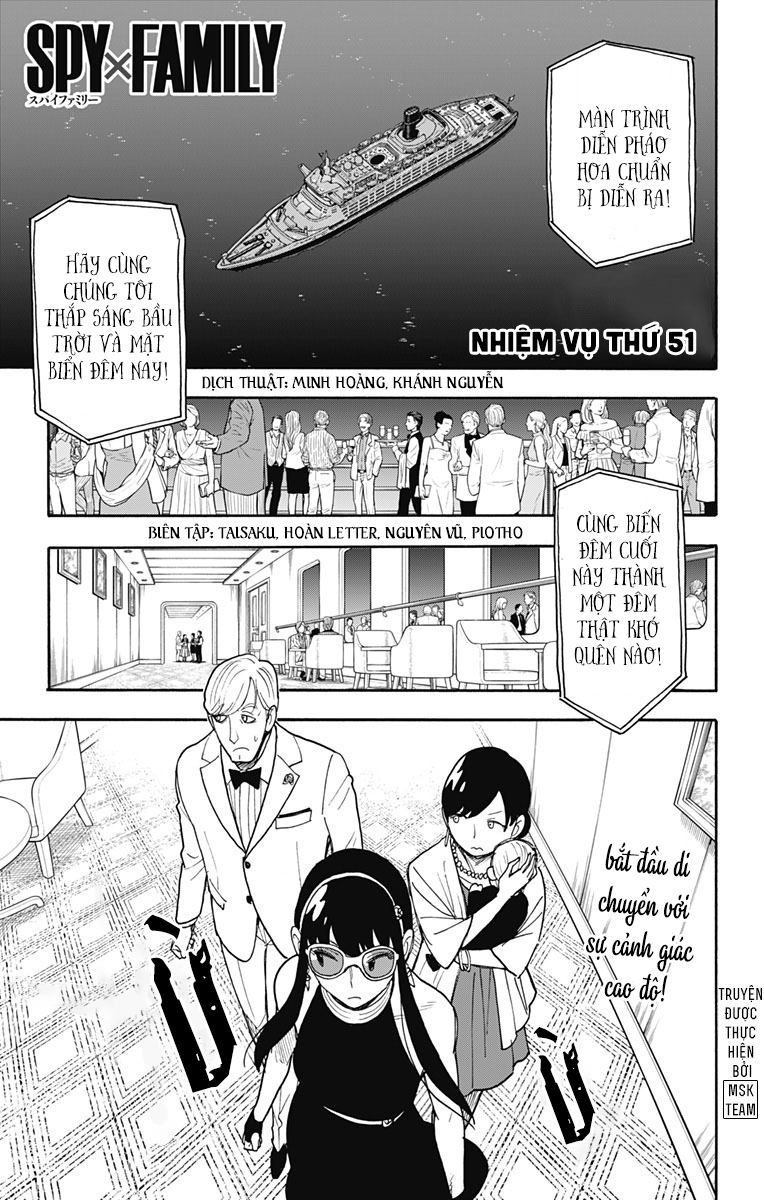 SPY×FAMILY
スパイファミリー
MÀN TRÌNH
DIỄN PHÁO
HOA CHUẨN
BỊ DIỄN RA!
HÃY CÙNG
CHÚNG TÔI
THẮP SÁNG BẦU
TRỜI VÀ MẶT
BIỂN ĐÊM NAY!
NHIỆM VỤ THỨ 51
DỊCH THUẬT: MINH HOÀNG, KHÁNH NGUYỄN
BIÊN TẬP: TAISAKU, HOÀN LETTER, NGUYÊN VŨ, PIOTHO
CÙNG BIẾN
ĐÊM CUỐI
NÀY THÀNH
MỘT ĐÊM
THẬT KHÓ
QUÊN NÀO!
bắt đầu di
chuyển với
sự cảnh giác
cao độ!
TRUYỆN
ĐƯỢC
THỰC
HIỆN
BỞI
MSK
TEAM